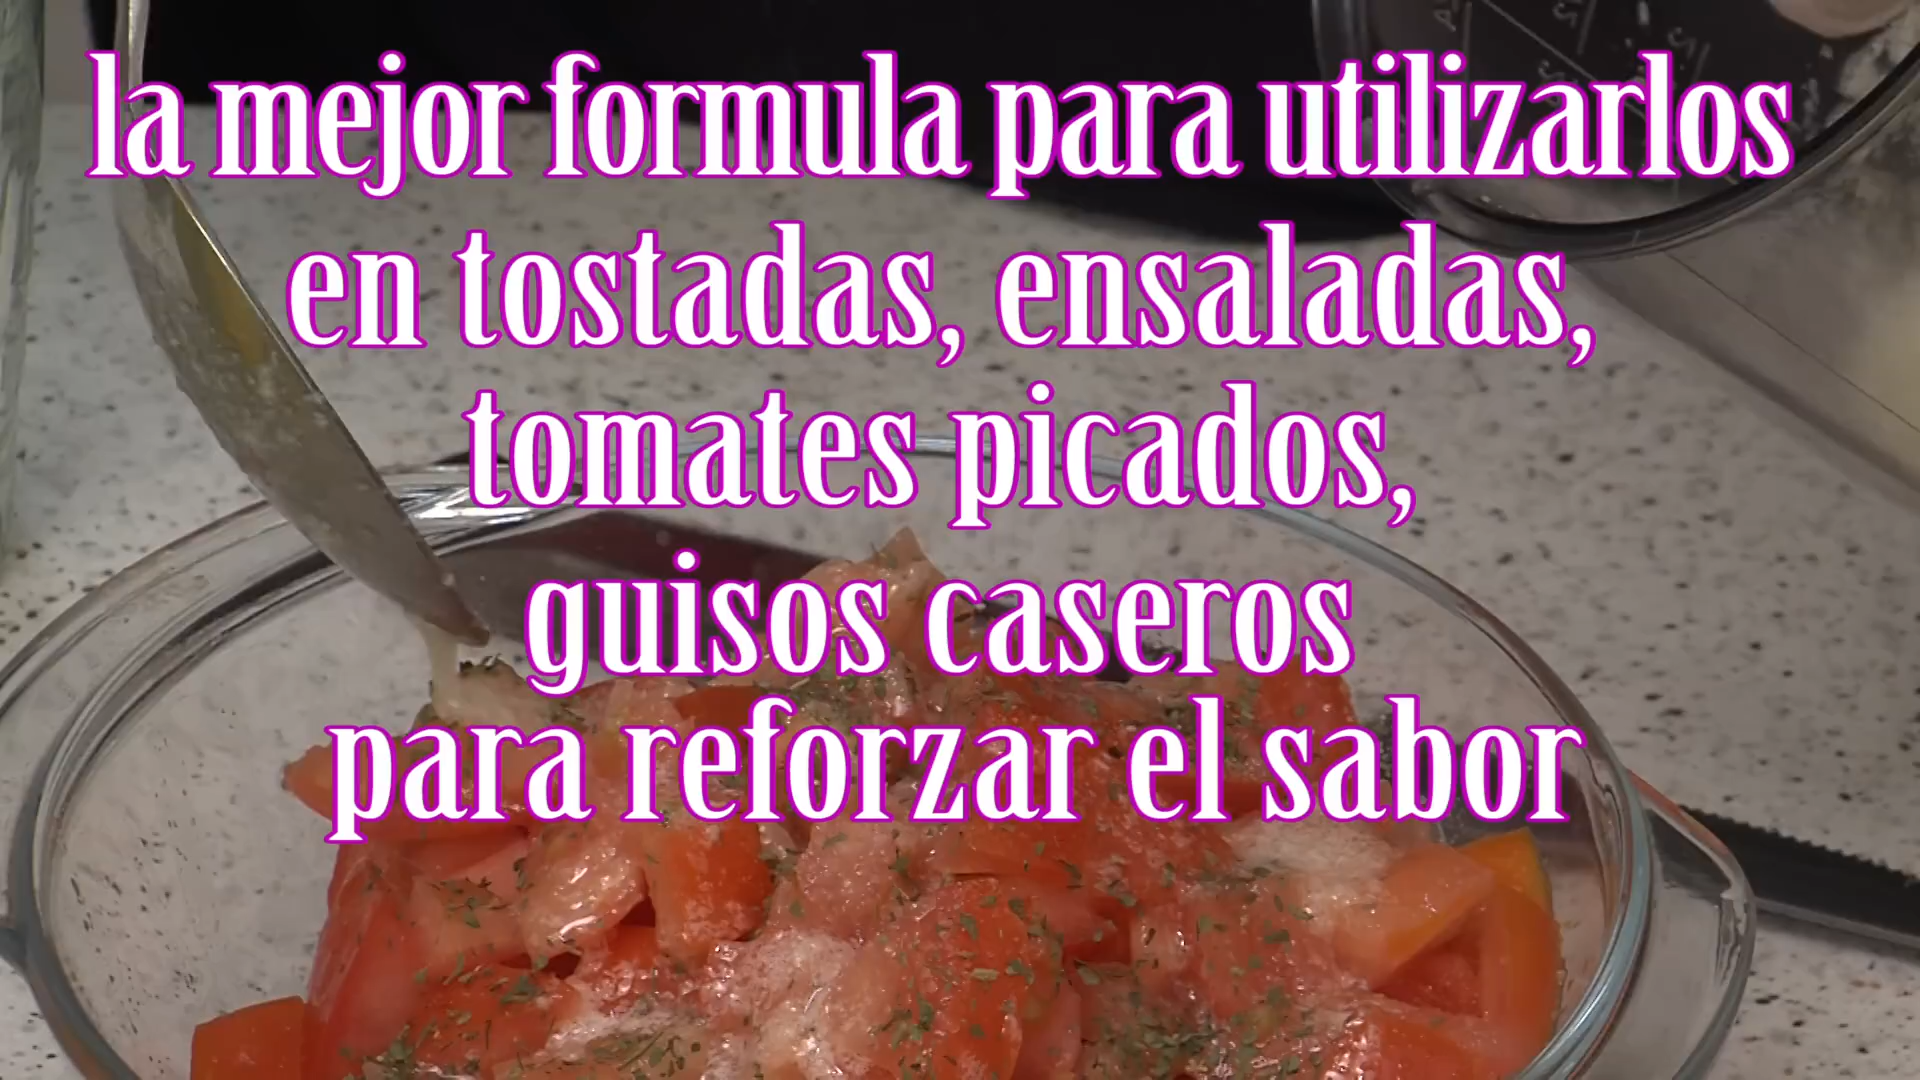 la mejor formula para utilizarlos
en tostadas, ensaladas,
tomates picados,
guisos caseros
para reforzar el sabor